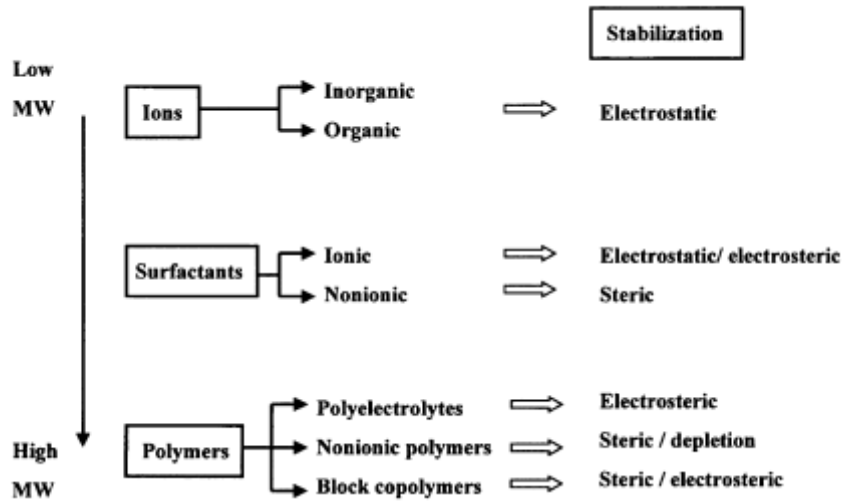 Stabilization
Low
MW
Ions
Inorganic
Organic
Electrostatic
Surfactants
Ionic
Electrostatic/ electrosteric
Nonionic
Steric
Polymers
Polyelectrolytes
Electrosteric
Nonionic polymers
Steric / depletion
Block copolymers
Steric / electrosteric
High
MW